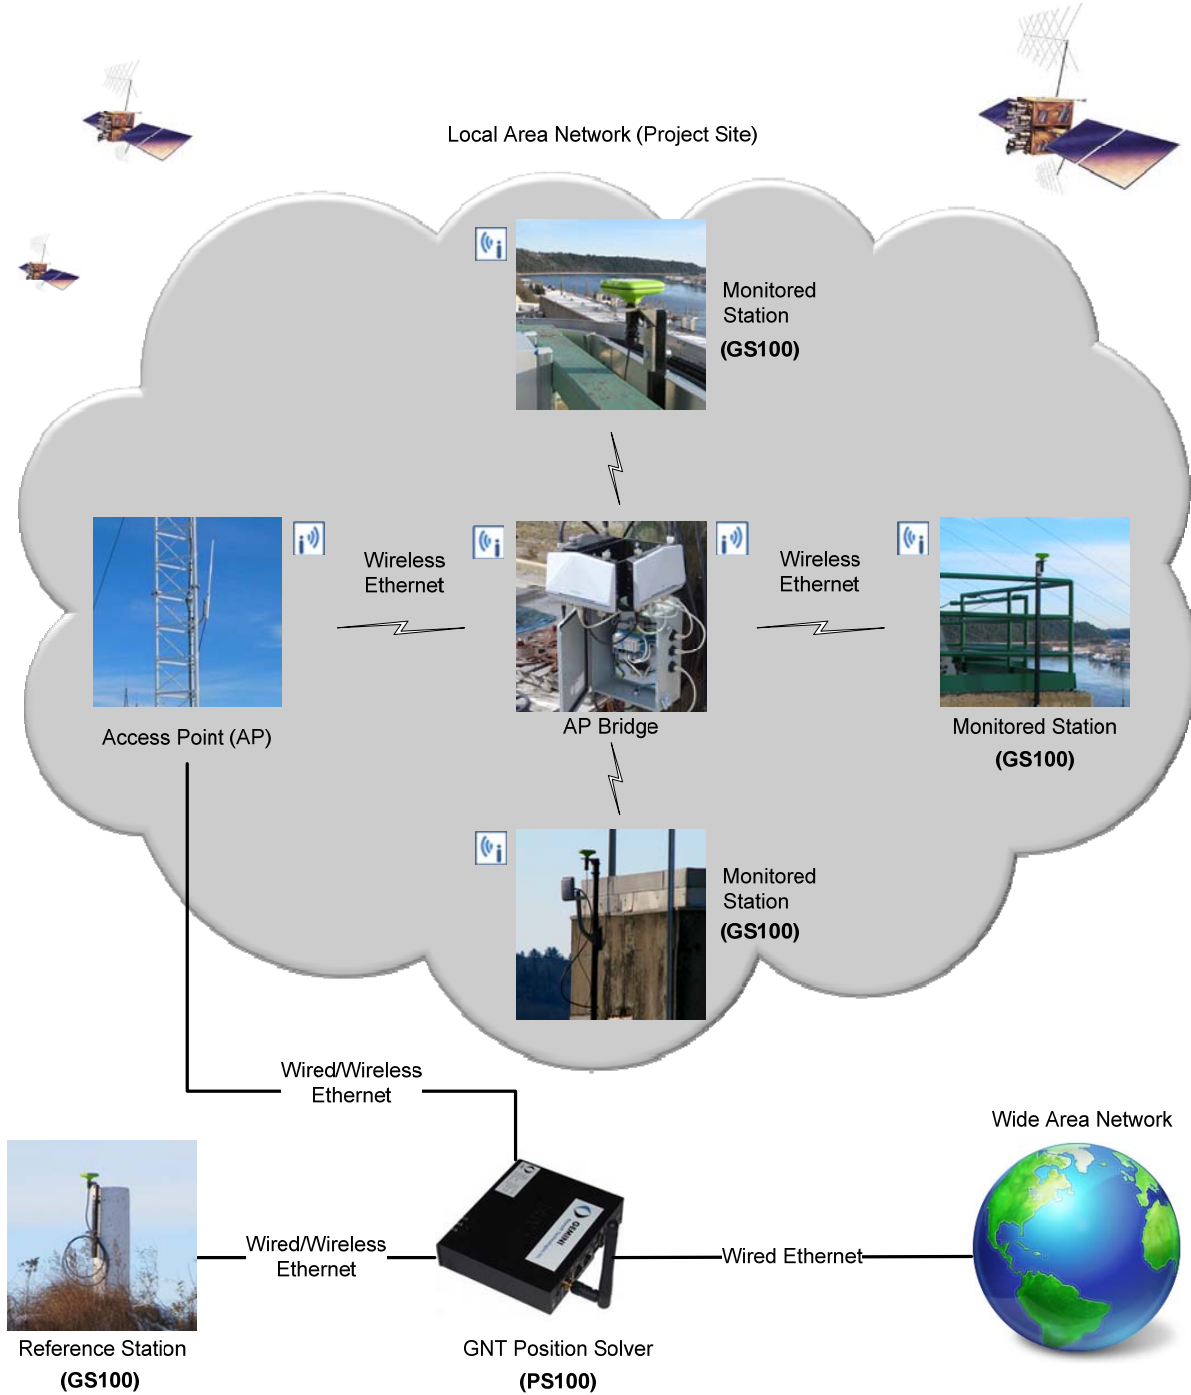 Local Area Network (Project Site)
Monitored
Station
(GS100)
Wireless
Ethernet
Wireless
Ethernet
Access Point (AP)
AP Bridge
Monitored Station
(GS100)
Monitored
Station
(GS100)
Wired/Wireless
Ethernet
Wide Area Network
GEMINI
Wired/Wireless
Ethernet
Wired Ethernet
Reference Station
(GS100)
GNT Position Solver
(PS100)